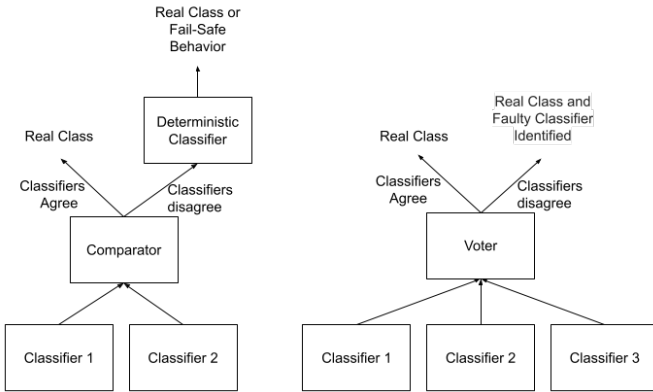 Real Class or
Fail-Safe
Behavior
Deterministic
Classifier
Real Class
Classifiers
Agree
Classifiers
disagree
Comparator
Classifier 1
Classifier 2
Real Class and
Faulty Classifier
Identified
Real Class
Classifiers
Agree
Classifiers
disagree
Voter
Classifier 1
Classifier 2
Classifier 3